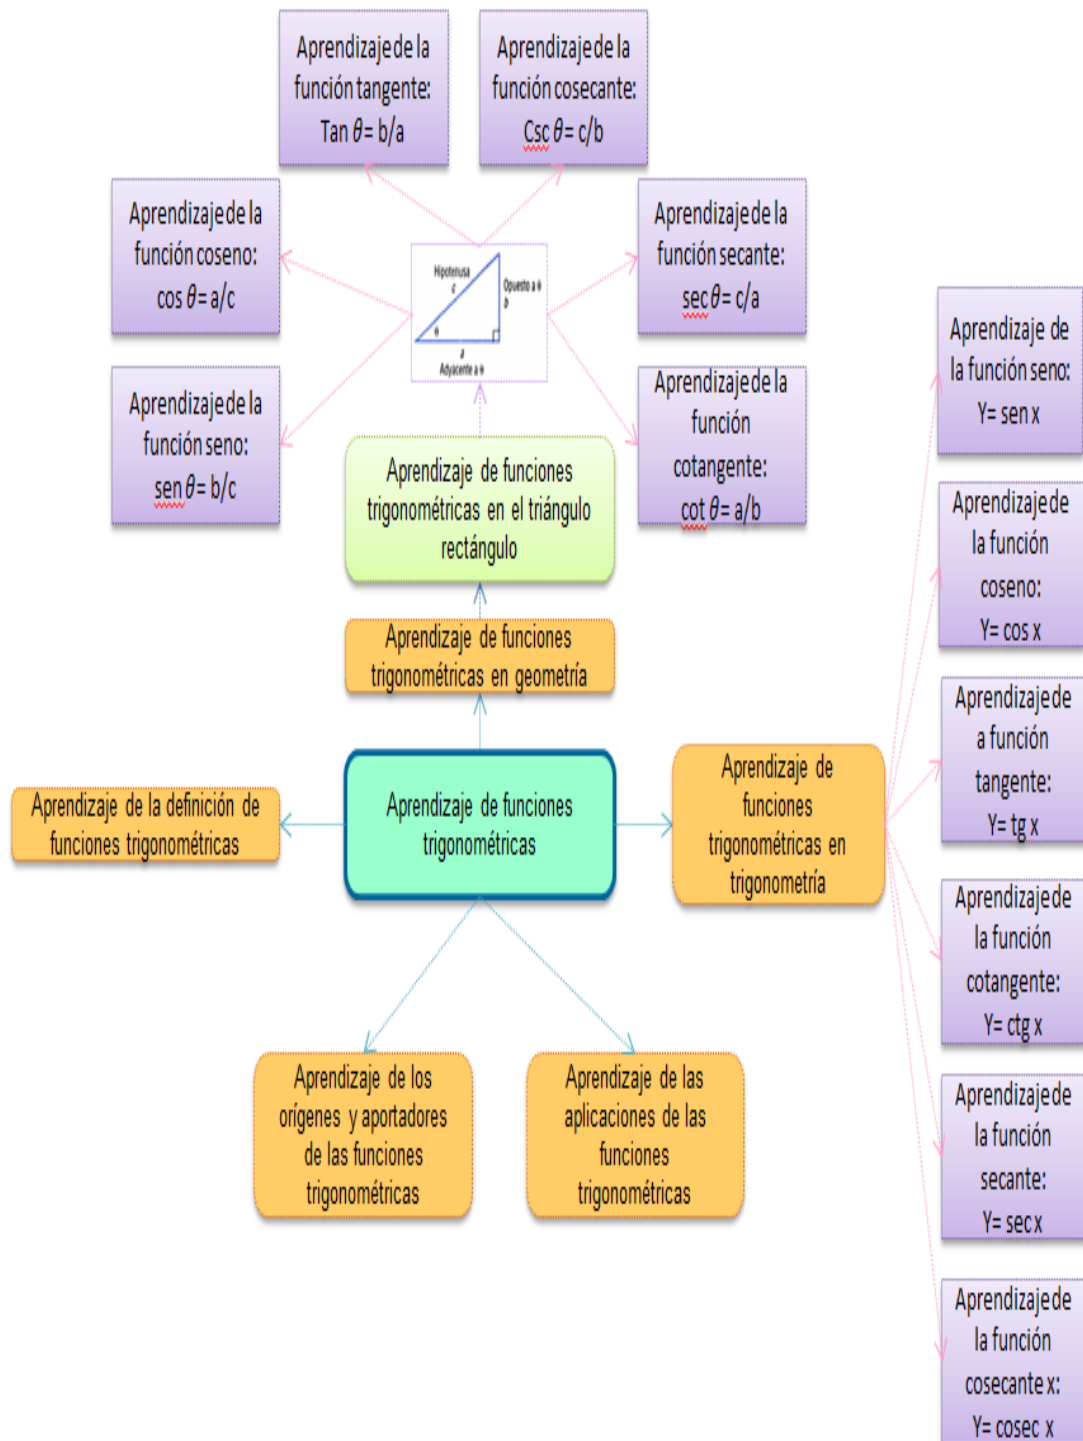 Aprendizaje de la
función tangente:
Tan θ= b/a
Aprendizaje de la
función cosecante:
Csc θ= c/b
Aprendizaje de la
función coseno:
cos θ= a/c
Aprendizaje de la
función secante:
sec θ= c/a
Hipotenusa
c
Opuesto a θ
b
θ
a
Adyacente a θ
Aprendizaje de la
función seno:
sen θ= b/c
Aprendizaje de la
función
cotangente:
cot θ= a/b
Aprendizaje de funciones
trigonométricas en el triángulo
rectángulo
Aprendizaje de funciones
trigonométricas en geometría
Aprendizaje de la definición de
funciones trigonométricas
Aprendizaje de funciones
trigonométricas
Aprendizaje de
funciones
trigonométricas en
trigonometría
Aprendizaje de los
orígenes y aportadores
de las funciones
trigonométricas
Aprendizaje de las
aplicaciones de las
funciones
trigonométricas
Aprendizaje de
la función seno:
Y= sen x
Aprendizaje de
la función
coseno:
Y= cos x
Aprendizaje de
a función
tangente:
Y= tg x
Aprendizaje de
la función
cotangente:
Y= ctg x
Aprendizaje de
la función
secante:
Y= sec x
Aprendizaje de
la función
cosecante x:
Y= cosec x